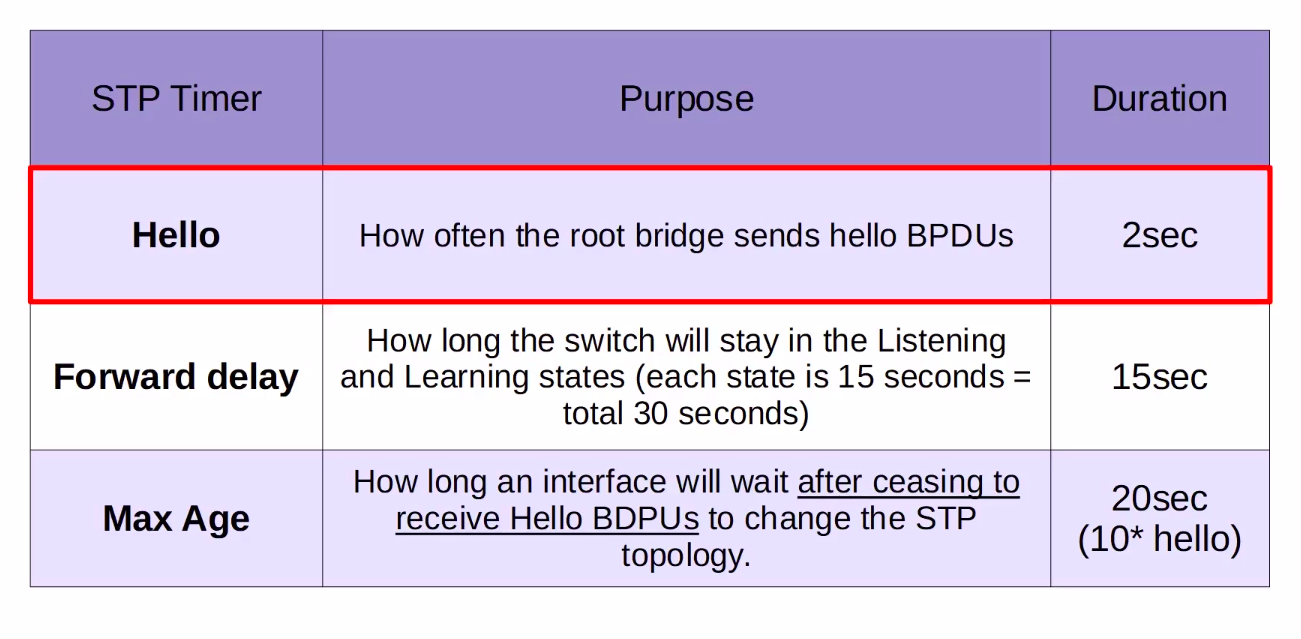 STP Timer
Purpose
Duration
Hello
How often the root bridge sends hello BPDUs
2sec
Forward delay
How long the switch will stay in the Listening
and Learning states (each state is 15 seconds =
total 30 seconds)
15sec
Max Age
How long an interface will wait after ceasing to
receive Hello BDPUs to change the STP
topology.
20sec
(10* hello)